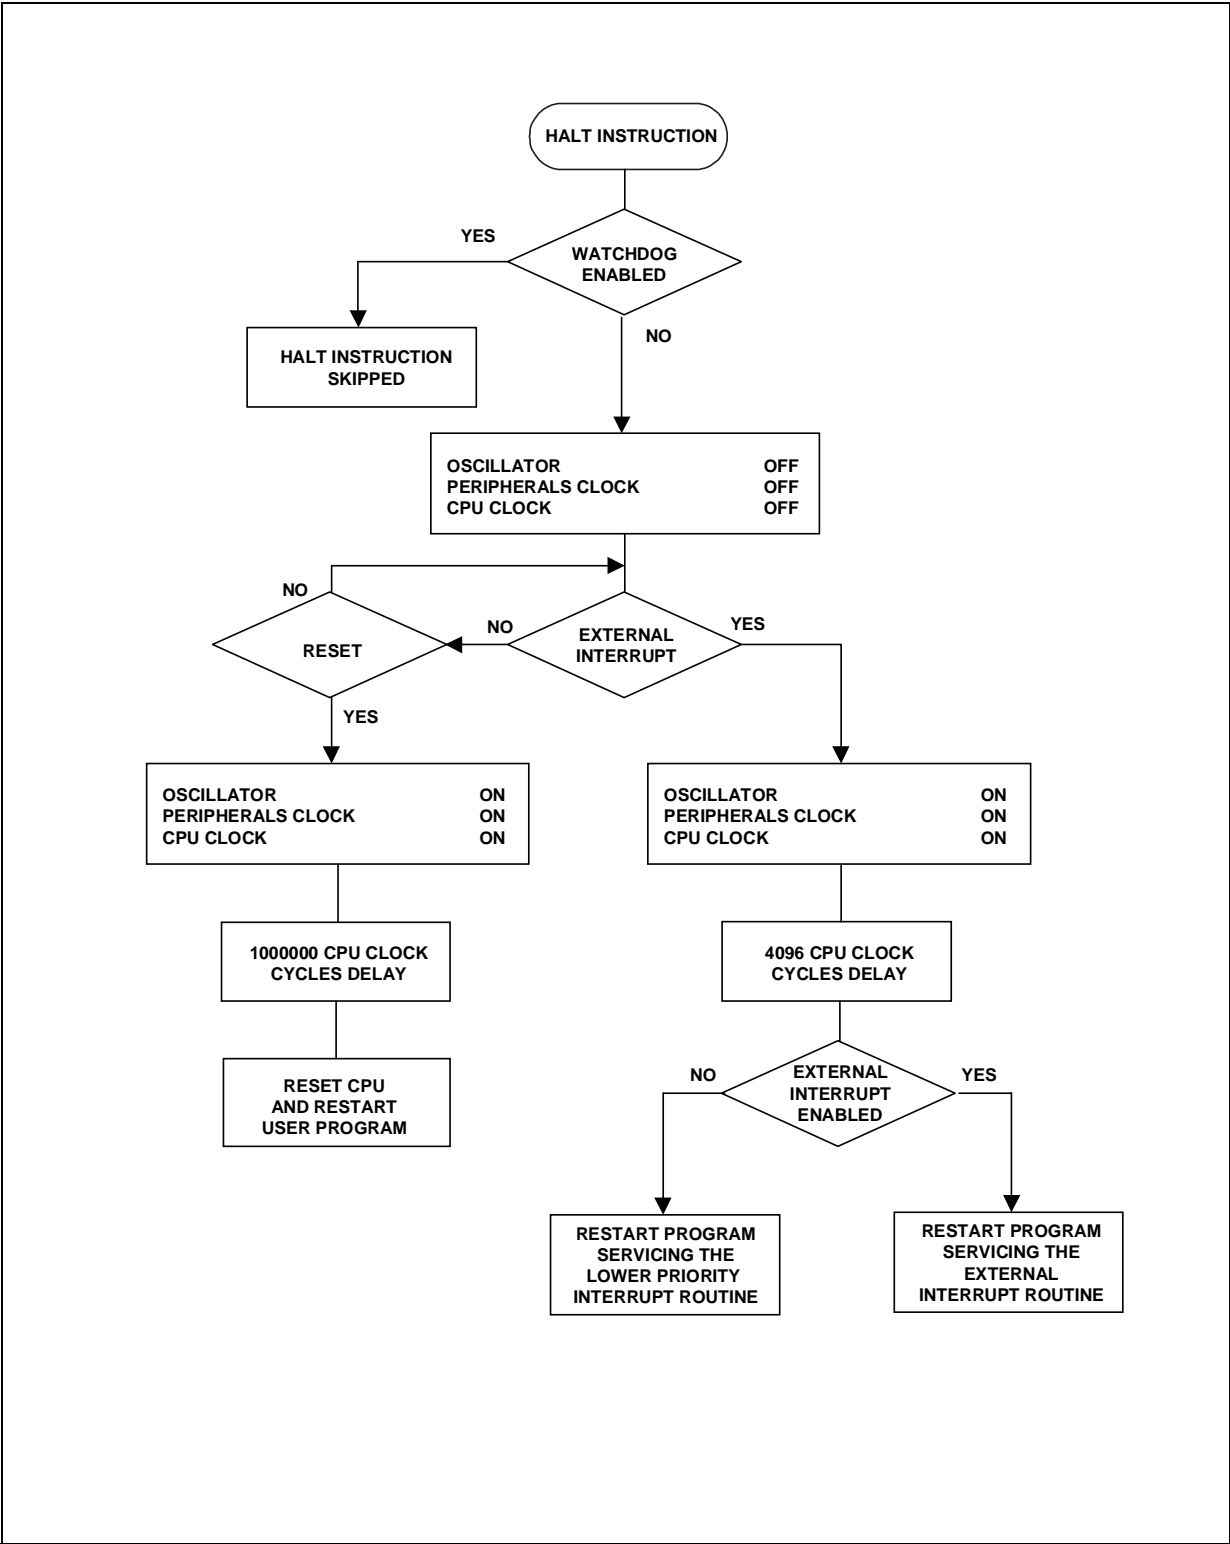 HALT INSTRUCTION
YES
WATCHDOG
ENABLED
NO
HALT INSTRUCTION
SKIPPED
OSCILLATOR OFF
PERIPHERALS CLOCK OFF
CPU CLOCK OFF
NO
RESET
NO
EXTERNAL
INTERRUPT
YES
YES
OSCILLATOR ON
PERIPHERALS CLOCK ON
CPU CLOCK ON
OSCILLATOR ON
PERIPHERALS CLOCK ON
CPU CLOCK ON
1000000 CPU CLOCK
CYCLES DELAY
4096 CPU CLOCK
CYCLES DELAY
RESET CPU
AND RESTART
USER PROGRAM
NO
EXTERNAL
INTERRUPT
ENABLED
YES
RESTART PROGRAM
SERVICING THE
LOWER PRIORITY
INTERRUPT ROUTINE
RESTART PROGRAM
SERVICING THE
EXTERNAL
INTERRUPT ROUTINE